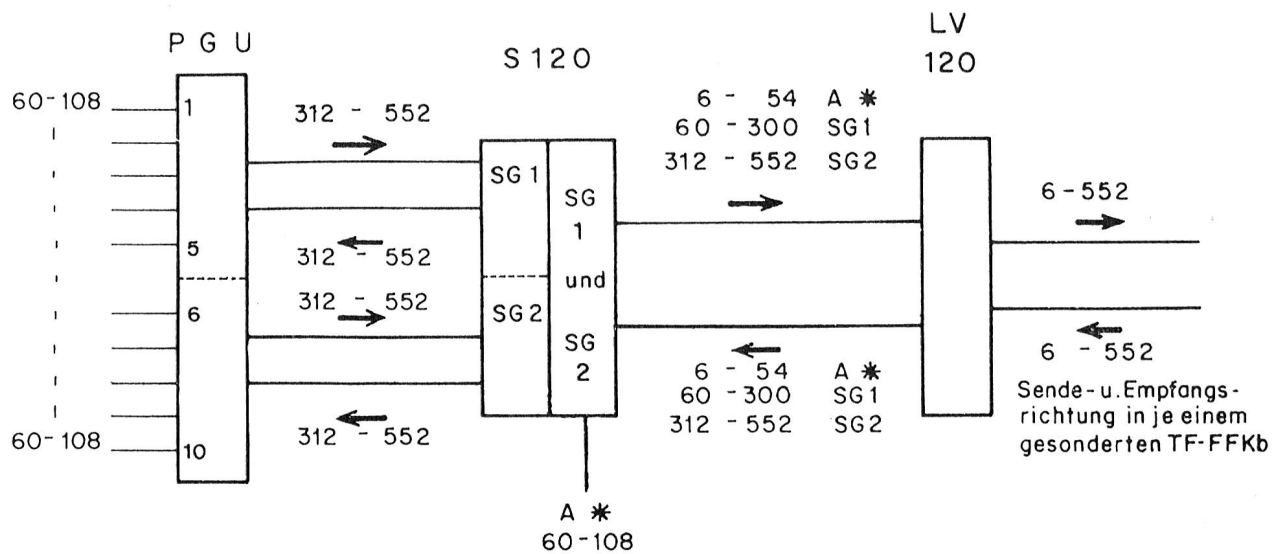 P G U
S 120
LV
120
60-108
1
5
6
10
60-108
312 - 552
312 - 552
312 - 552
312 - 552
SG 1
SG 2
SG
1
und
SG
2
A *
60-108
6 - 54 A *
60 - 300 SG1
312 - 552 SG2
6 - 54 A *
60 - 300 SG1
312 - 552 SG2
6 - 552
6 - 552
Sende- u. Empfangs-
richtung in je einem
gesonderten TF-FFKb